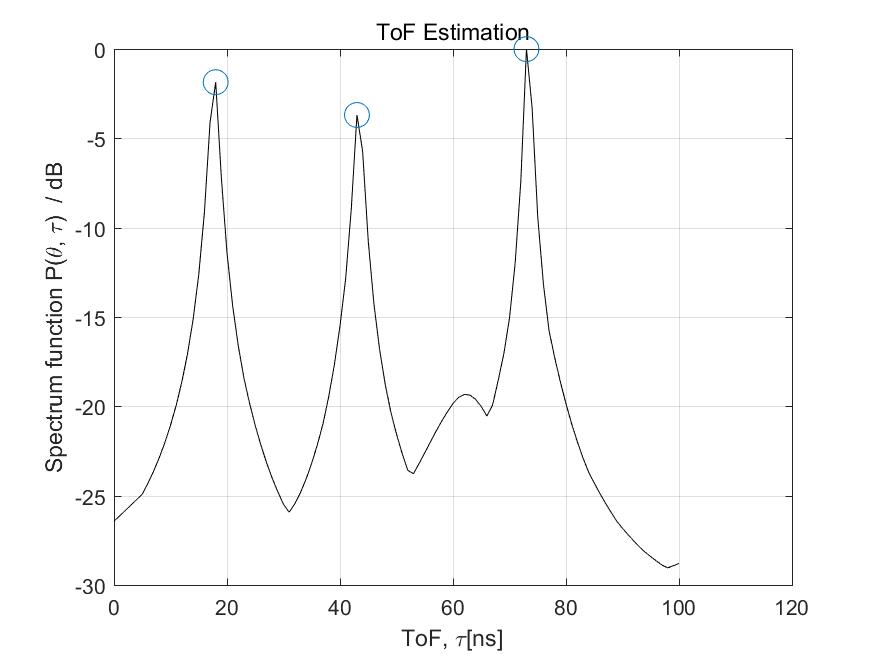 ToF Estimation
Spectrum function P(θ, τ) / dB
0
-5
-10
-15
-20
-25
-30
0 20 40 60 80 100 120
ToF, τ[ns]